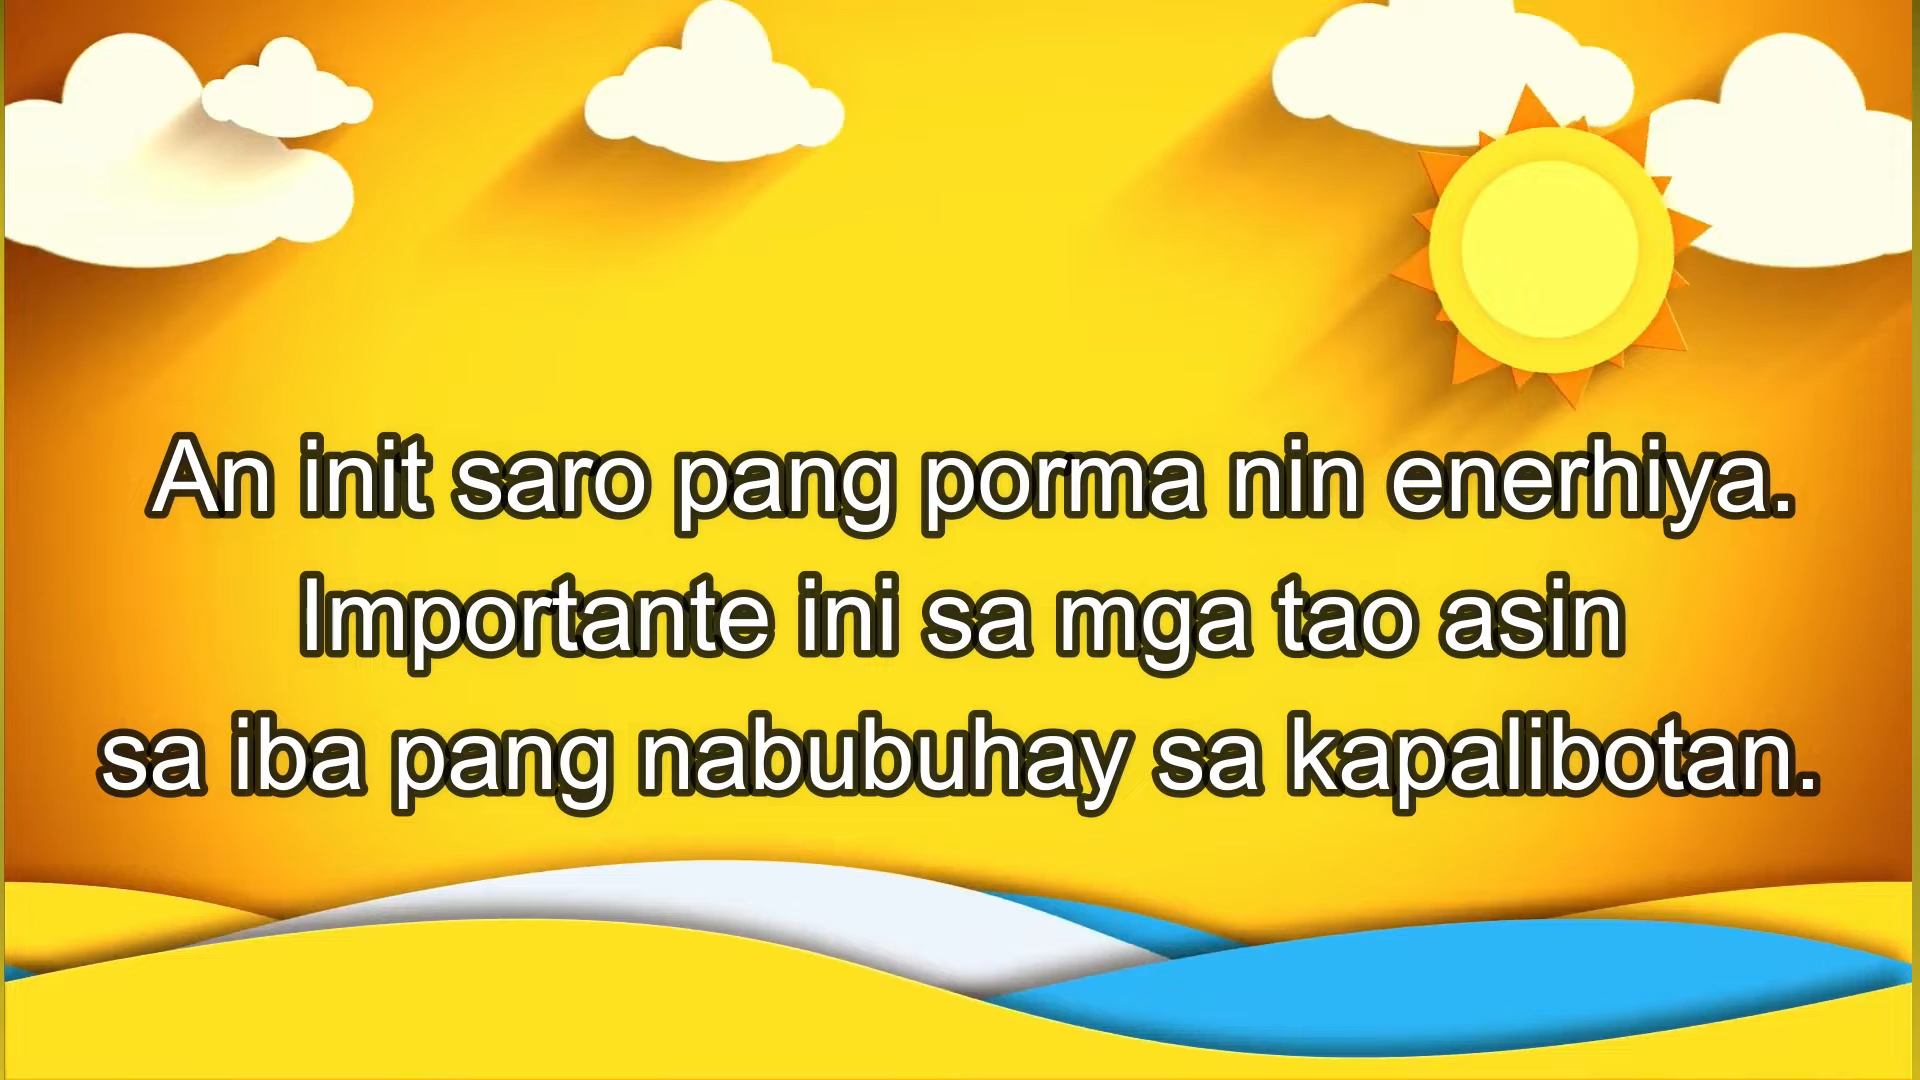 An init saro pang porma nin enerhiya.
Importante ini sa mga tao asin
sa iba pang nabubuhay sa kapalibotan.